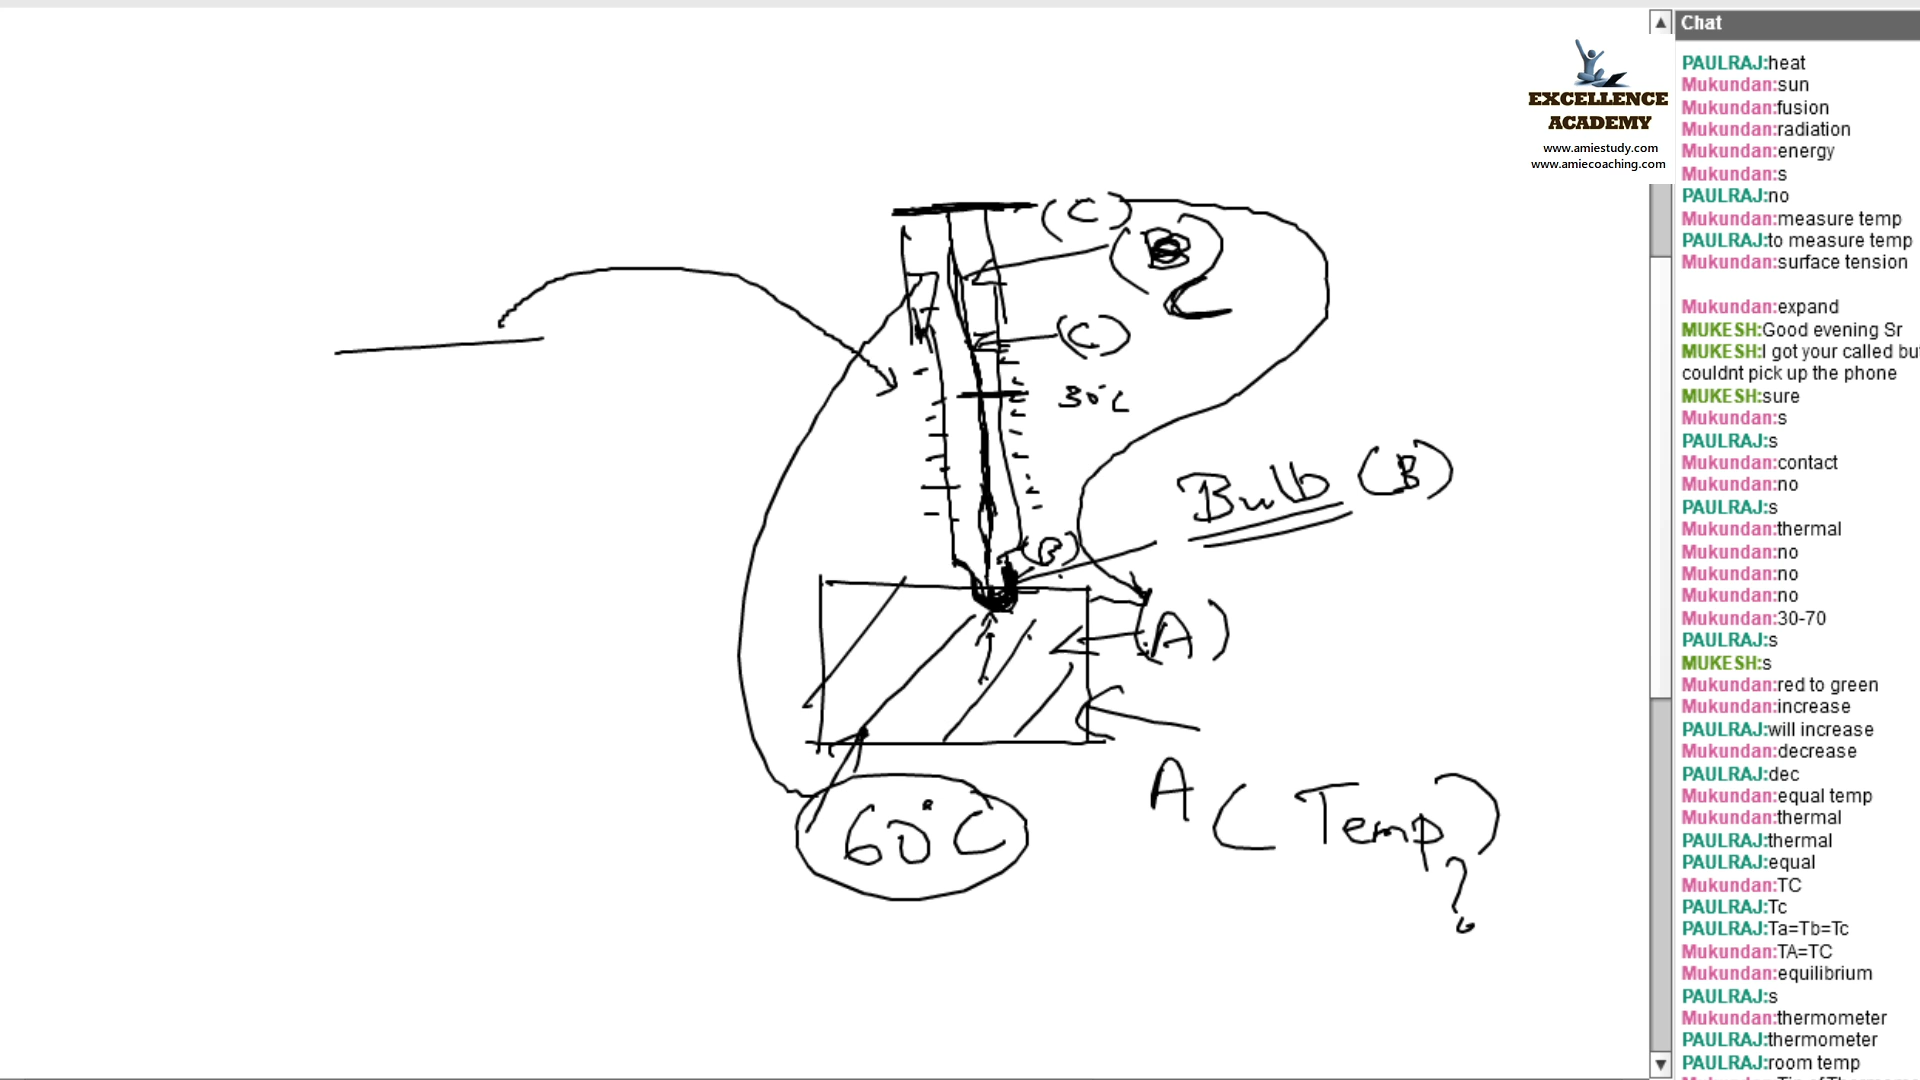 EXCELLENCE
ACADEMY
www.amiestudy.com
www.amiecoaching.com
(C)
(C)
30°C
Bulb (B)
(B)
(A)
60°C
A (Temp)
?
Chat
PAULRAJ:heat
Mukundan:sun
Mukundan:fusion
Mukundan:radiation
Mukundan:energy
Mukundan:s
PAULRAJ:no
Mukundan:measure temp
PAULRAJ:to measure temp
Mukundan:surface tension
Mukundan:expand
MUKESH:Good evening Sr
MUKESH:I got your called but
couldnt pick up the phone
MUKESH:sure
Mukundan:s
PAULRAJ:s
Mukundan:contact
Mukundan:no
PAULRAJ:s
Mukundan:thermal
Mukundan:no
Mukundan:no
Mukundan:no
Mukundan:30-70
PAULRAJ:s
MUKESH:s
Mukundan:red to green
Mukundan:increase
PAULRAJ:will increase
Mukundan:decrease
PAULRAJ:dec
Mukundan:equal temp
Mukundan:thermal
PAULRAJ:thermal
PAULRAJ:equal
Mukundan:TC
PAULRAJ:Tc
PAULRAJ:Ta=Tb=Tc
Mukundan:TA=TC
Mukundan:equilibrium
PAULRAJ:s
Mukundan:thermometer
PAULRAJ:thermometer
PAULRAJ:room temp